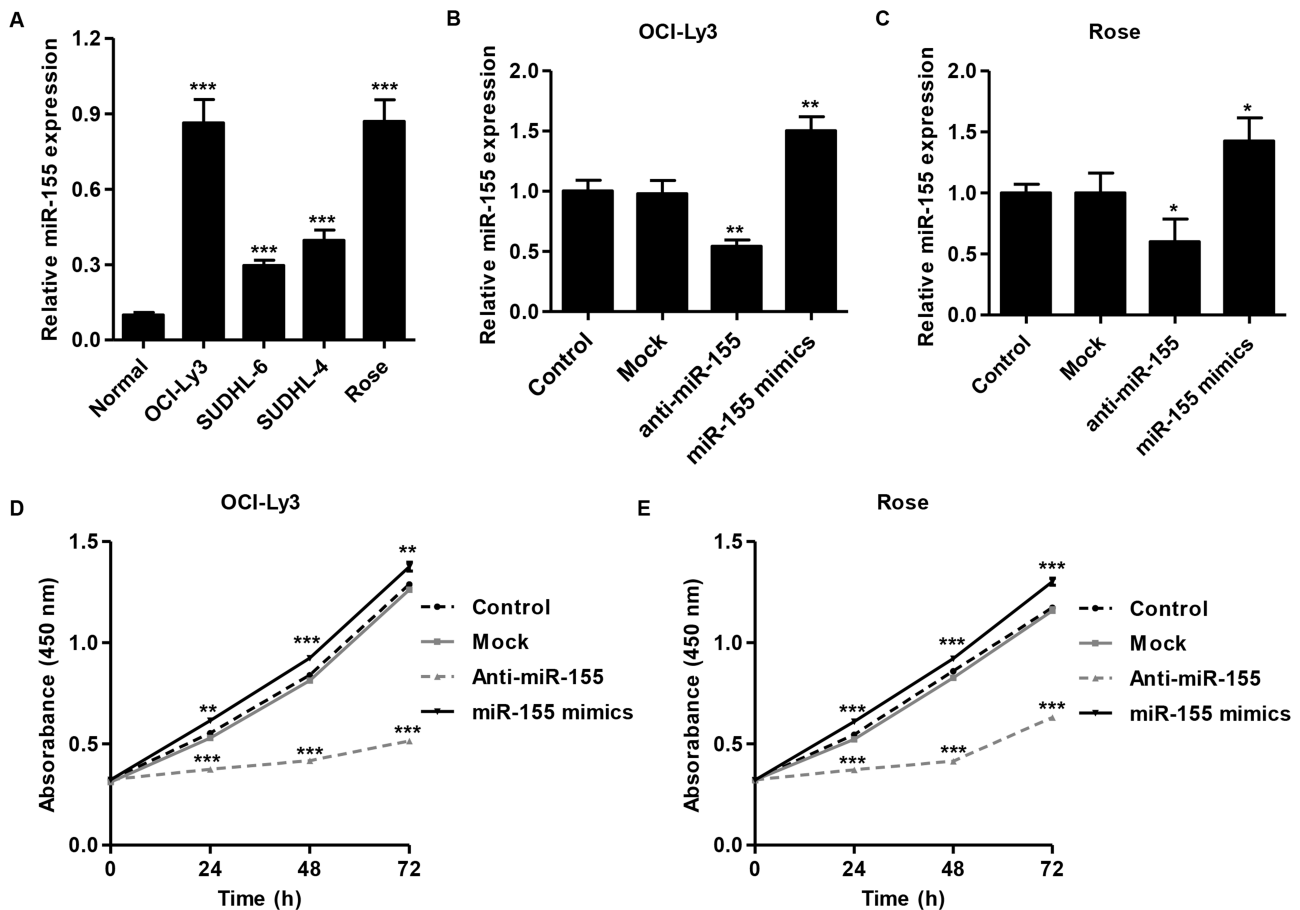 A
Relative miR-155 expression
1.2
0.9
0.6
0.3
0.0
***
***
***
***
Normal
OCI-Ly3
SUDHL-6
SUDHL-4
Rose
B
OCI-Ly3
Relative miR-155 expression
2.0
1.5
1.0
0.5
0.0
**
**
Control
Mock
anti-miR-155
miR-155 mimics
C
Rose
Relative miR-155 expression
2.0
1.5
1.0
0.5
0.0
*
*
Control
Mock
anti-miR-155
miR-155 mimics
D
OCI-Ly3
Absorabance (450 nm)
1.5
1.0
0.5
0.0
**
***
**
***
***
***
0
24
48
72
Time (h)
Control
Mock
Anti-miR-155
miR-155 mimics
E
Rose
Absorabance (450 nm)
1.5
1.0
0.5
0.0
***
***
***
***
***
***
0
24
48
72
Time (h)
Control
Mock
Anti-miR-155
miR-155 mimics